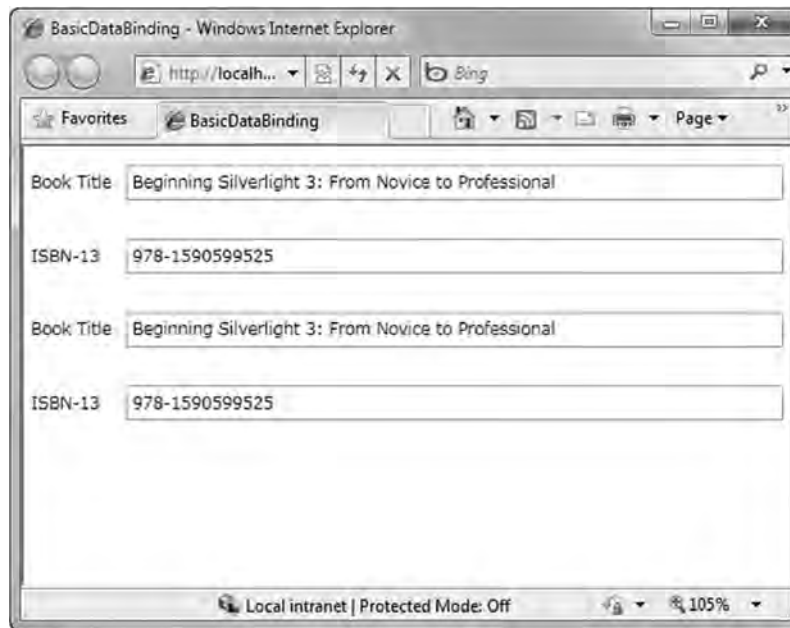 BasicDataBinding - Windows Internet Explorer
http://localh...
Bing
Favorites
BasicDataBinding
Page
Book Title Beginning Silverlight 3: From Novice to Professional
ISBN-13 978-1590599525
Book Title Beginning Silverlight 3: From Novice to Professional
ISBN-13 978-1590599525
Local intranet | Protected Mode: Off
105%